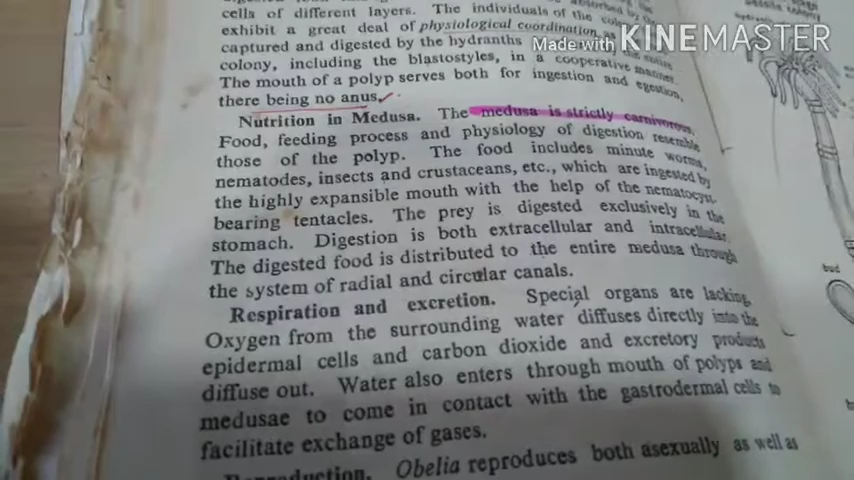 cells of different layers. The individuals of the
exhibit a great deal of physiological coordination
captured and digested by the hydranths
colony, including the blastostyles, in a cooperative manner.
The mouth of a polyp serves both for ingestion and egestion,
there being no anus.
Nutrition in Medusa. The medusa is strictly carnivorous.
Food, feeding process and physiology of digestion resemble
those of the polyp. The food includes minute worms,
nematodes, insects and crustaceans, etc., which are ingested by
the highly expansible mouth with the help of the nematocyst-
bearing tentacles. The prey is digested exclusively in the
stomach. Digestion is both extracellular and intracellular.
The digested food is distributed to the entire medusa through
the system of radial and circular canals.
Respiration and excretion. Special organs are lacking.
Oxygen from the surrounding water diffuses directly into the
epidermal cells and carbon dioxide and excretory products
diffuse out. Water also enters through mouth of polyps and
medusae to come in contact with the gastrodermal cells to
facilitate exchange of gases.
Reproduction. Obelia reproduces both asexually as well as
Made with KINEMASTER
bud